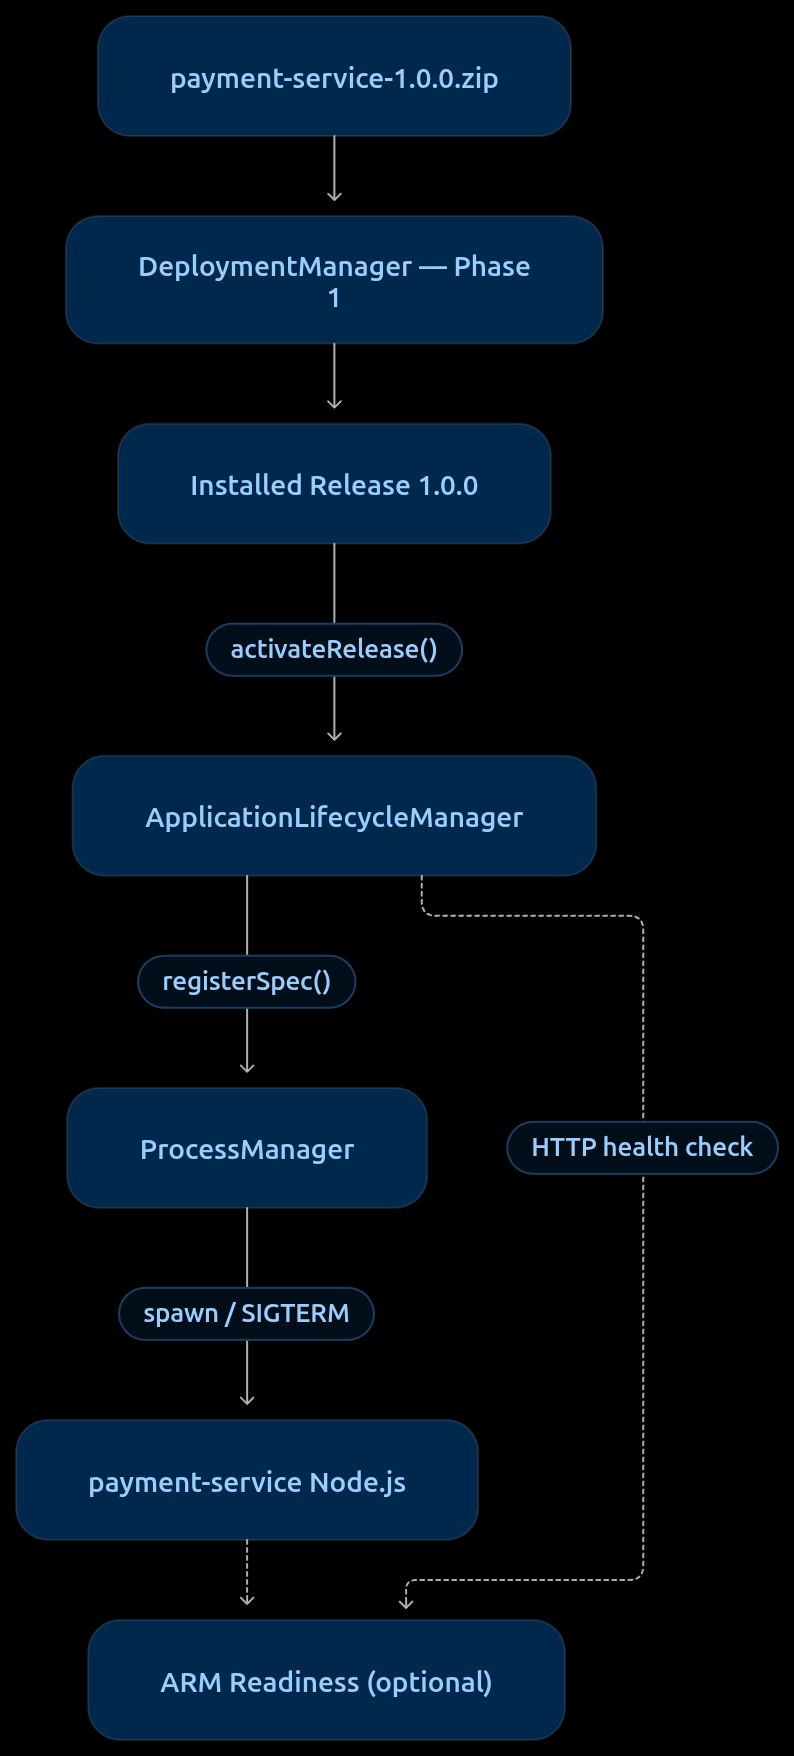 payment-service-1.0.0.zip
DeploymentManager — Phase
1
Installed Release 1.0.0
activateRelease()
ApplicationLifecycleManager
registerSpec()
ProcessManager
HTTP health check
spawn / SIGTERM
payment-service Node.js
ARM Readiness (optional)